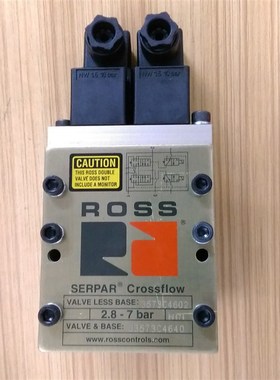 CAUTION
THIS ROSS DOUBLE
VALVE DOES NOT
INCLUDE A MONITOR
ROSS
SERPAR® Crossflow
VALVE LESS BASE:
2.8 - 7 bar
VALVE & BASE: 3573C4640
www.rosscontrols.com